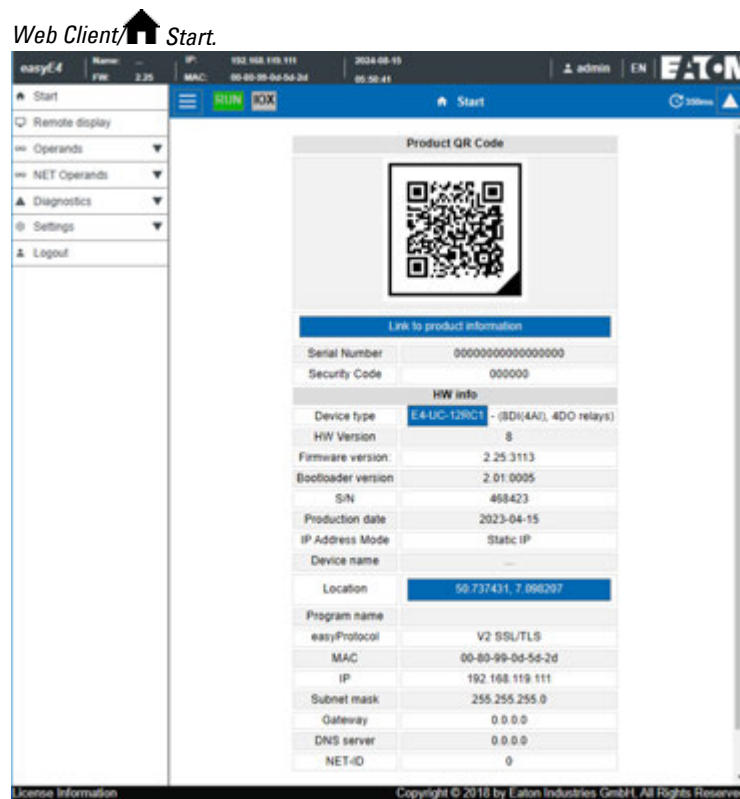 Web Client/ Start.
easyE4 Name: ... IP: 192.168.119.111 2024-08-15 admin EN EATON
FW: 2.25 MAC: 00-80-99-0d-5d-2d 05:50:41
Start
Remote display
Operands
NET Operands
Diagnostics
Settings
Logout
RUN IOX Start 350ms
Product QR Code
Link to product information
Serial Number 0000000000000000
Security Code 000000
HW info
Device type E4-UC-12RC1 - (8DI(4AI), 4DO relays)
HW Version 8
Firmware version: 2.25.3113
Bootloader version 2.01.0005
S/N 468423
Production date 2023-04-15
IP Address Mode Static IP
Device name ...
Location 50.737431, 7.098207
Program name
easyProtocol V2 SSL/TLS
MAC 00-80-99-0d-5d-2d
IP 192.168.119.111
Subnet mask 255.255.255.0
Gateway 0.0.0.0
DNS server 0.0.0.0
NET-ID 0
License Information Copyright © 2018 by Eaton Industries GmbH, All Rights Reserve